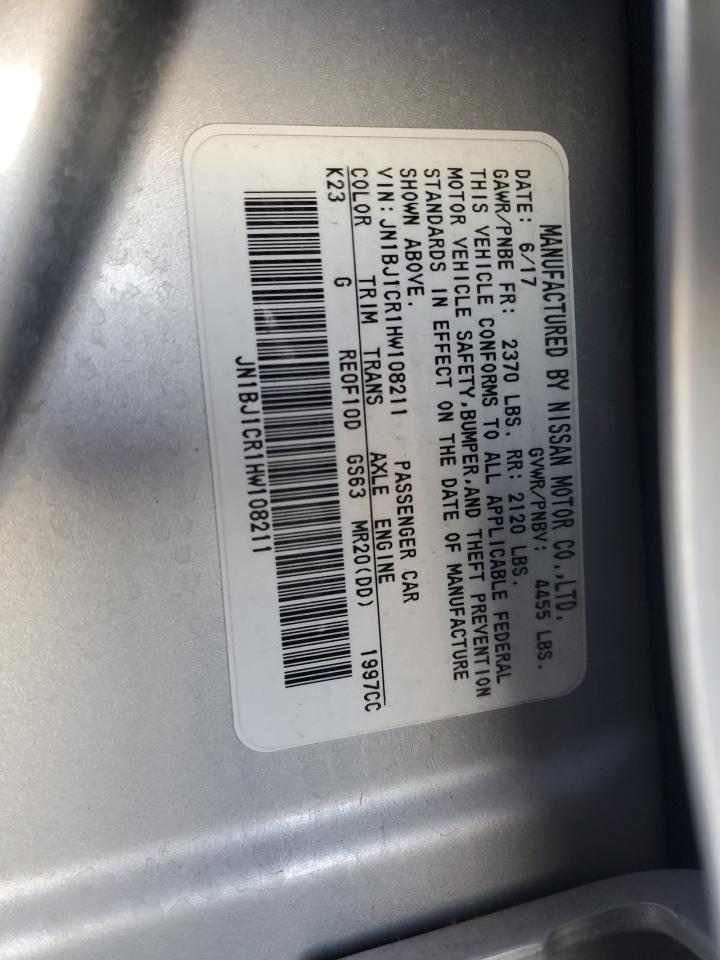 MANUFACTURED BY NISSAN MOTOR CO.,LTD.
DATE: 6/17 GVWR/PNBV: 4455 LBS.
GAWR/PNBE FR: 2370 LBS. RR: 2120 LBS.
THIS VEHICLE CONFORMS TO ALL APPLICABLE FEDERAL
MOTOR VEHICLE SAFETY,BUMPER,AND THEFT PREVENTION
STANDARDS IN EFFECT ON THE DATE OF MANUFACTURE
SHOWN ABOVE.
VIN:JN1BJ1CR1HW108211 PASSENGER CAR
COLOR TRIM TRANS AXLE ENGINE
K23 G RE0F10D GS63 MR20(DD) 1997CC
JN1BJ1CR1HW108211